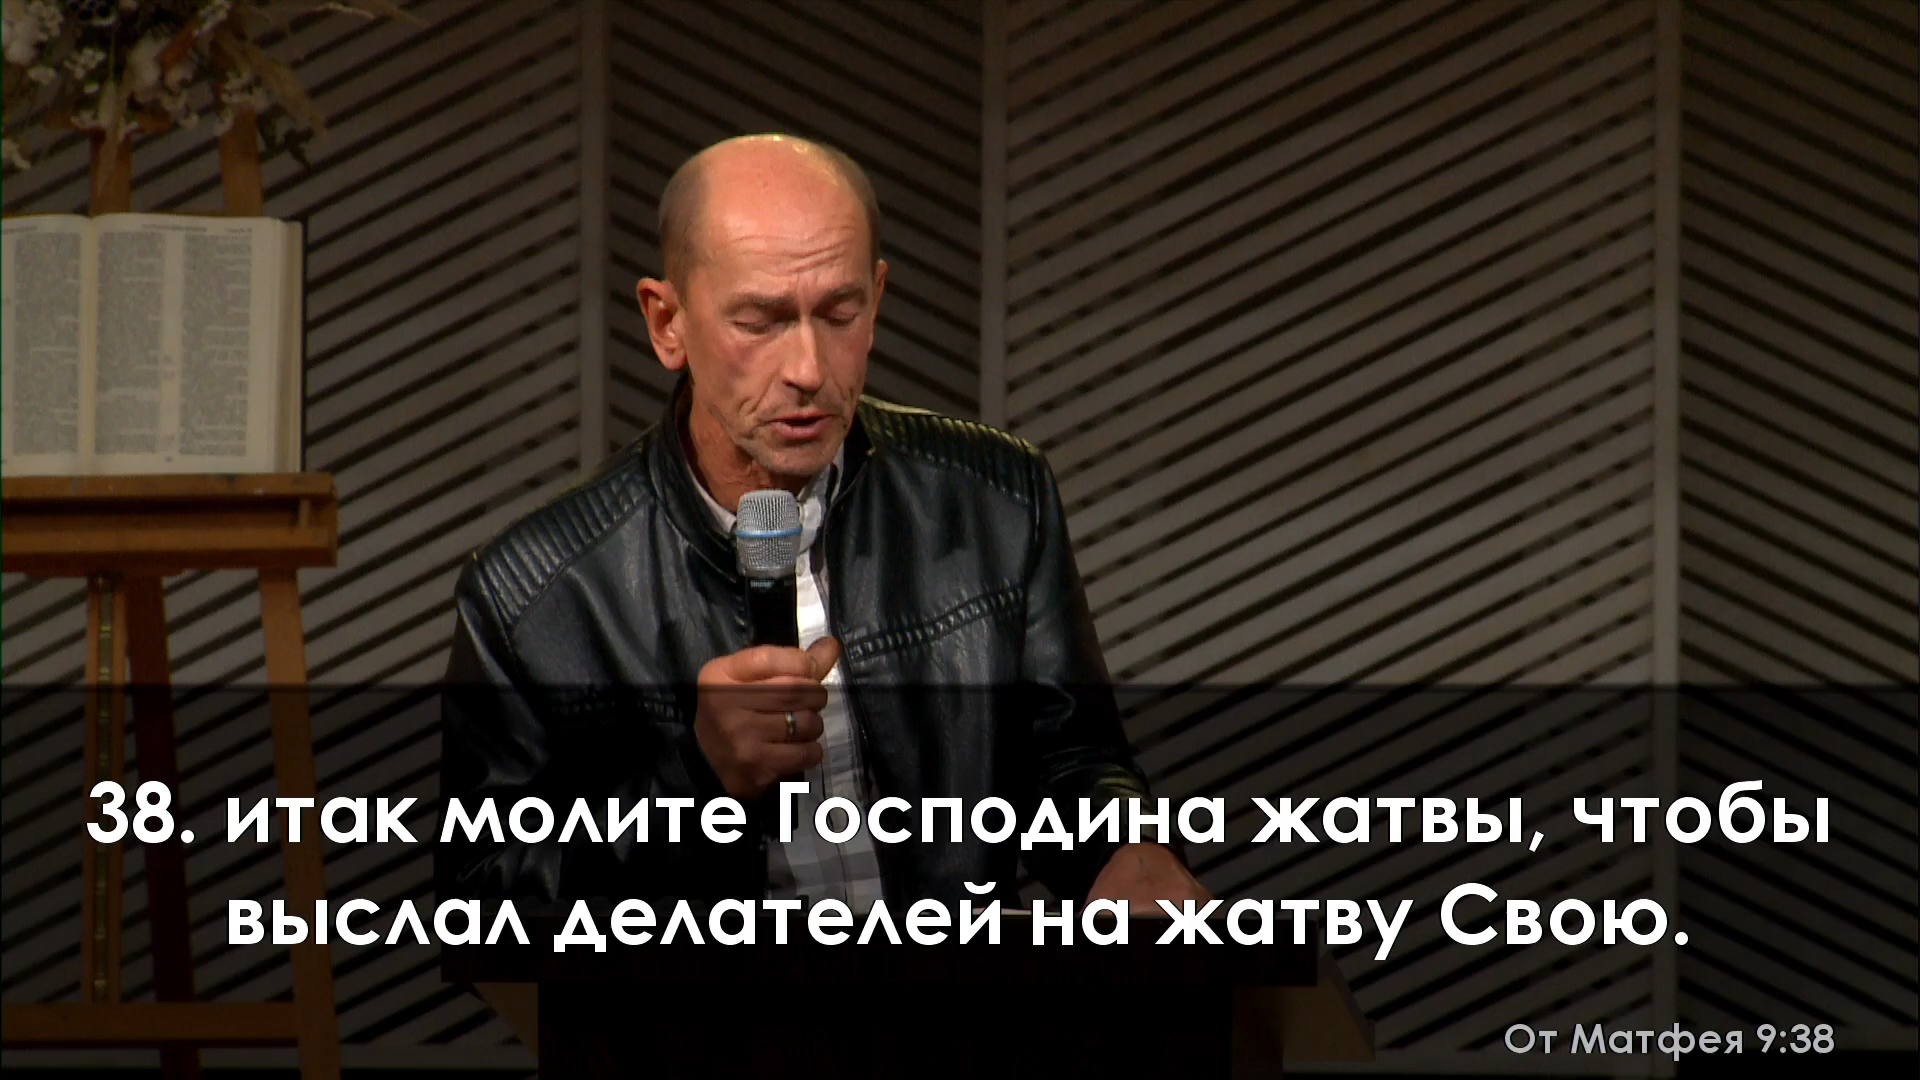 38. итак молите Господина жатвы, чтобы
выслал делателей на жатву Свою.
От Матфея 9:38